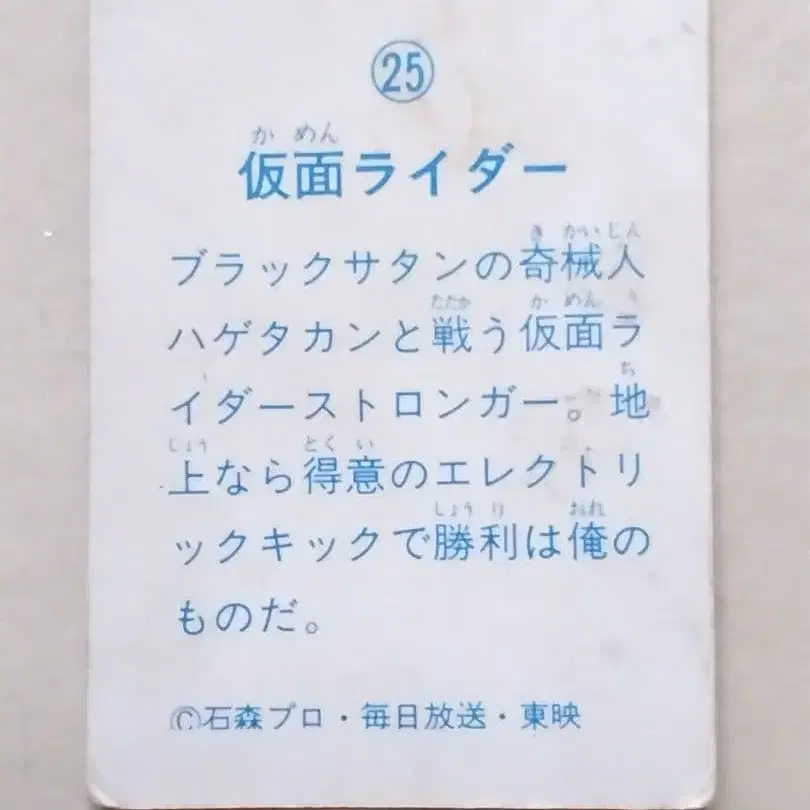 ㉕
かめん
仮面ライダー
きかいじん
ブラックサタンの奇械人
たたか かめん
ハゲタカンと戦う仮面ラ
ち
イダーストロンガー。地
じょう とくい
上なら得意のエレクトリ
しょうり おれ
ックキックで勝利は俺の
ものだ。
©石森プロ・毎日放送・東映